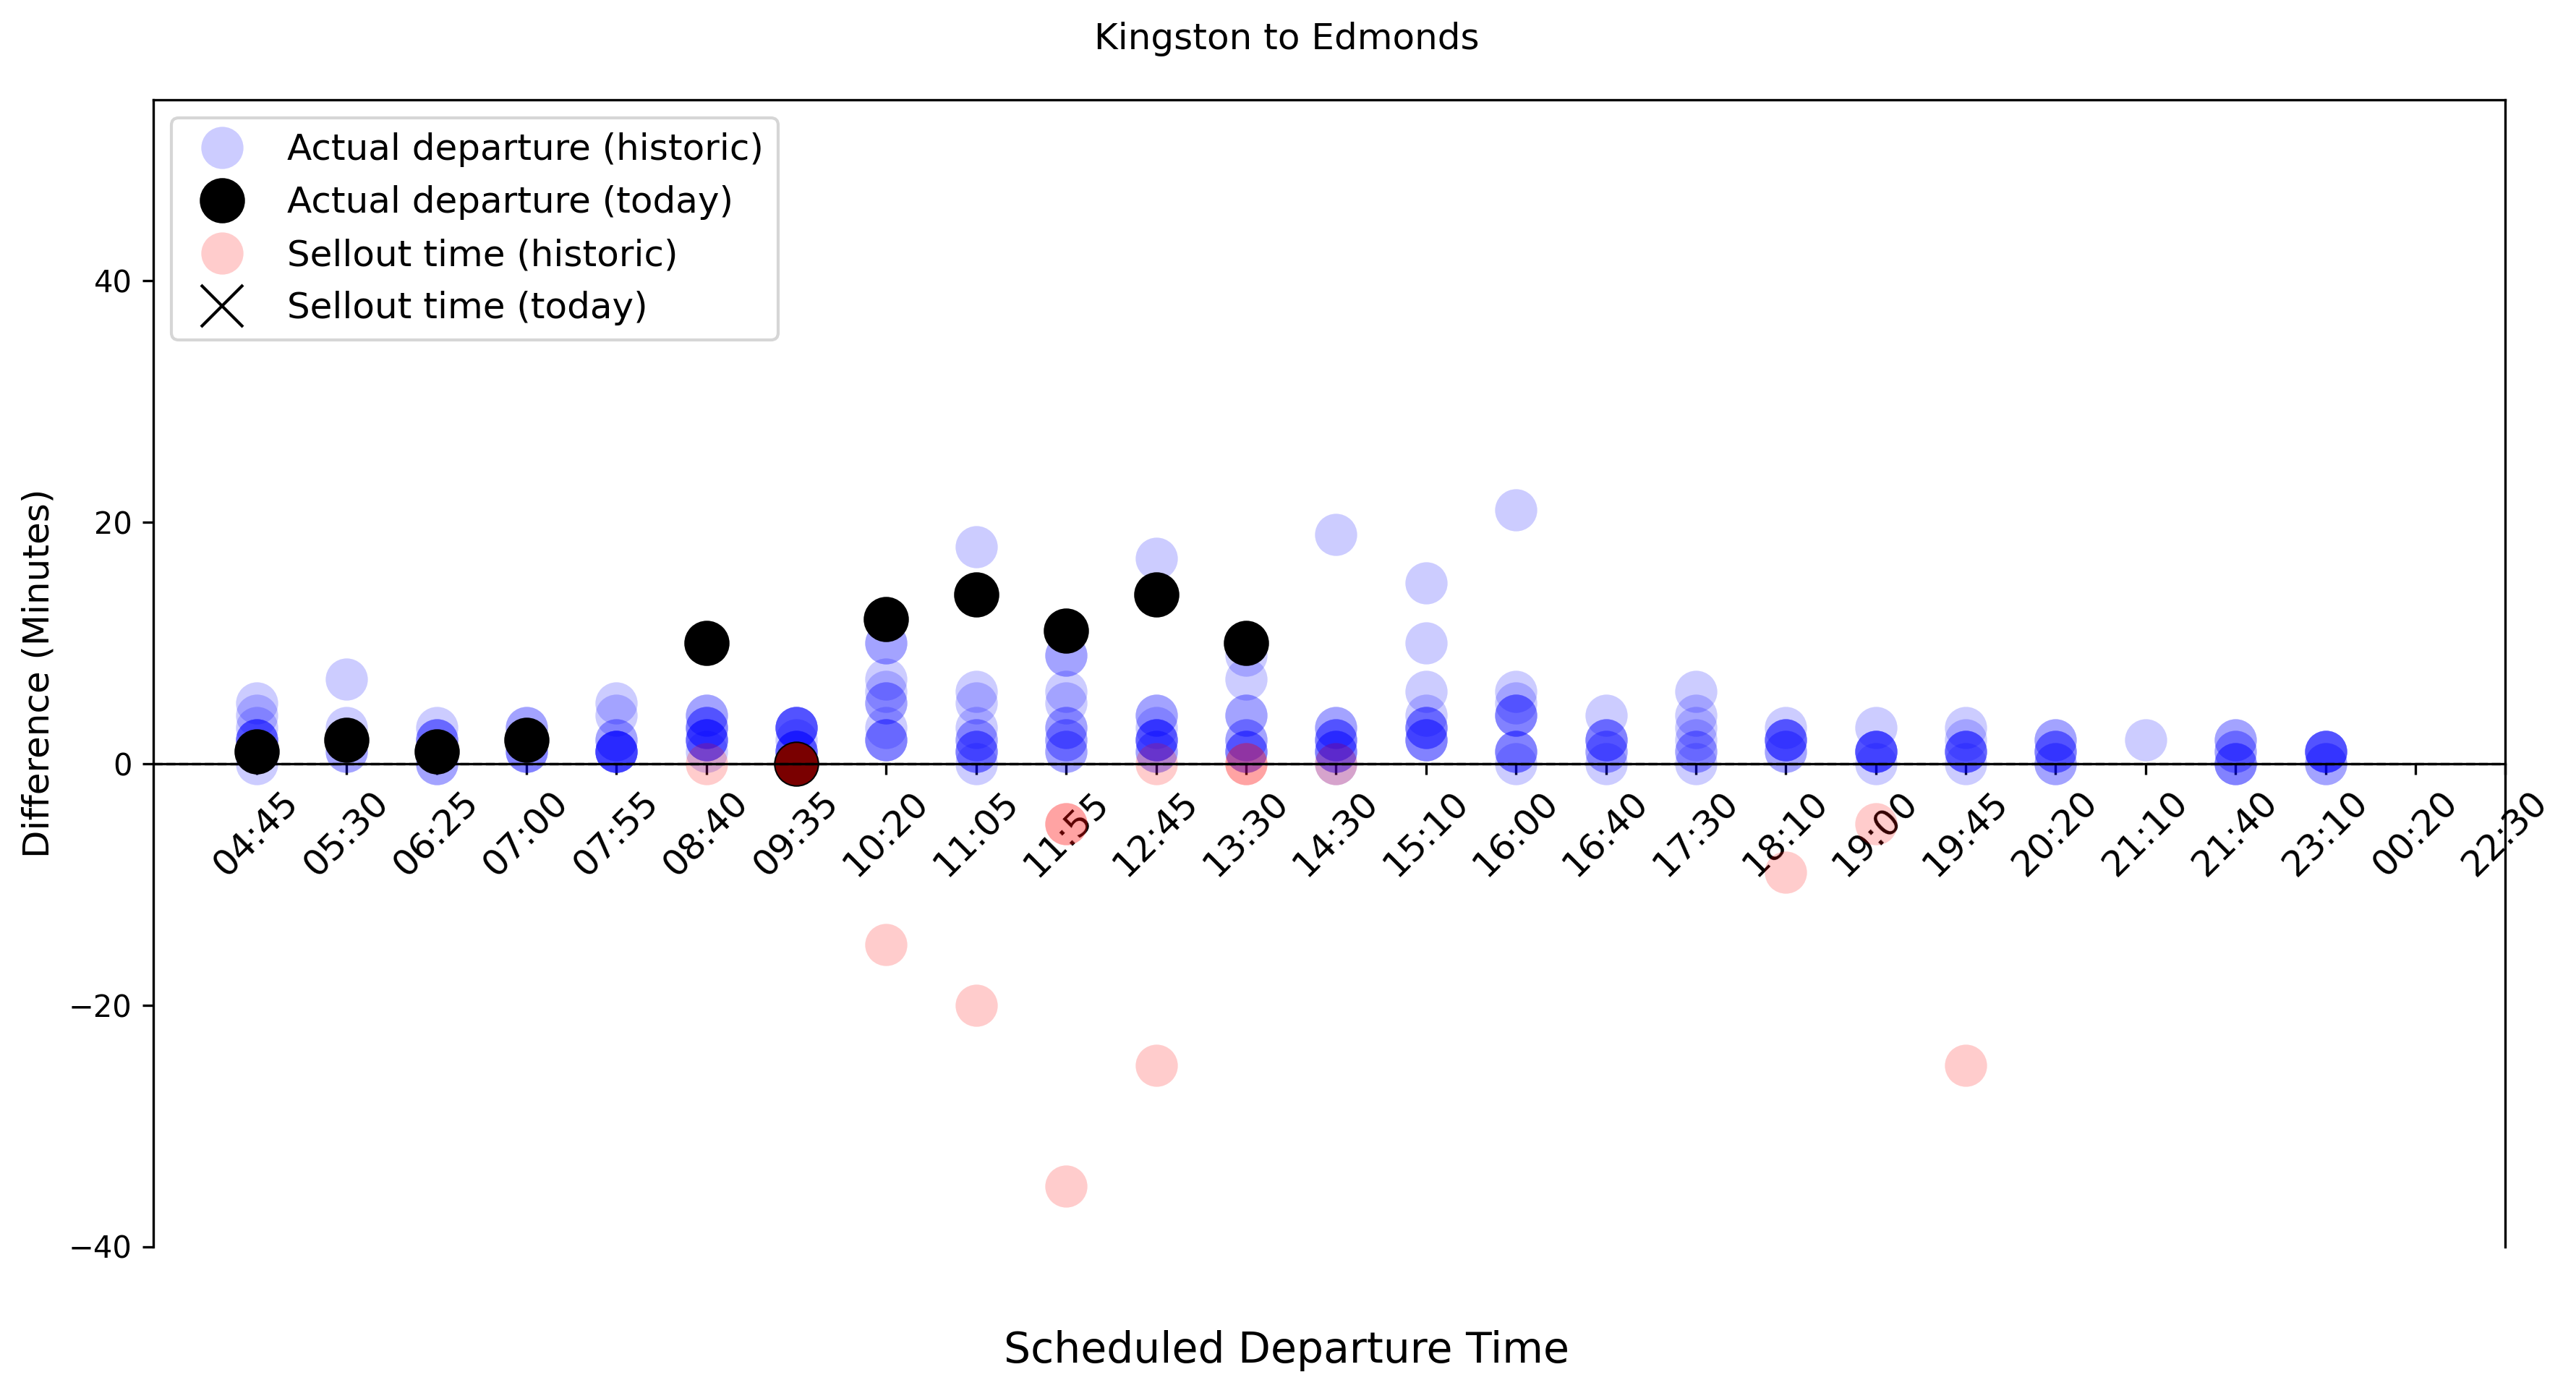 Kingston to Edmonds
Actual departure (historic)
Actual departure (today)
Sellout time (historic)
Sellout time (today)
40
20
0
−20
−40
Difference (Minutes)
04:45 05:30 06:25 07:00 07:55 08:40 09:35 10:20 11:05 11:55 12:45 13:30 14:30 15:10 16:00 16:40 17:30 18:10 19:00 19:45 20:20 21:10 21:40 23:10 00:20 22:30
Scheduled Departure Time